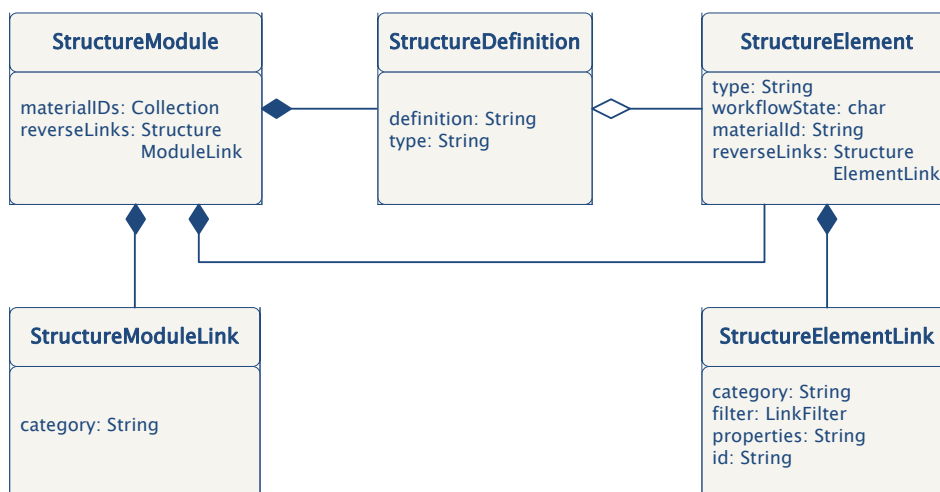 StructureModule
materialIDs: Collection
reverseLinks: Structure
ModuleLink
StructureDefinition
definition: String
type: String
StructureElement
type: String
workflowState: char
materialId: String
reverseLinks: Structure
ElementLink
StructureModuleLink
category: String
StructureElementLink
category: String
filter: LinkFilter
properties: String
id: String